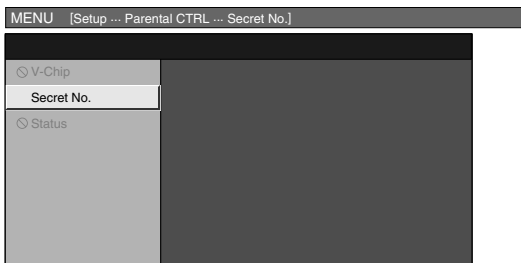 MENU [Setup ··· Parental CTRL ··· Secret No.]
V-Chip
Secret No.
Status